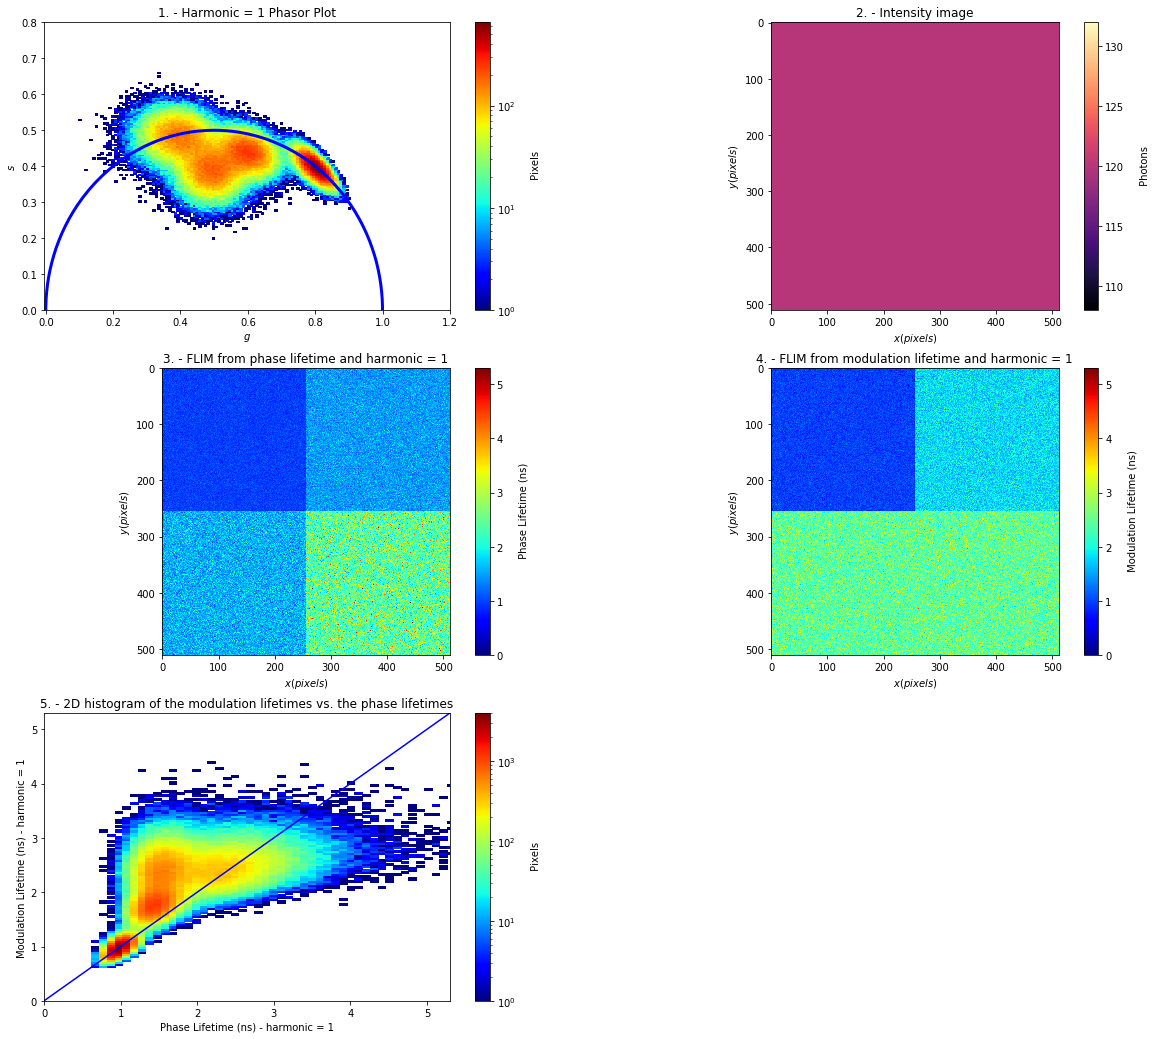 1. - Harmonic = 1 Phasor Plot
0.8
0.7
0.6
0.5
0.4
0.3
0.2
0.1
0.0
s
0.0 0.2 0.4 0.6 0.8 1.0 1.2
g
10²
10¹
10⁰
Pixels
2. - Intensity image
0
100
200
300
400
500
y(pixels)
0 100 200 300 400 500
x(pixels)
130
125
120
115
110
Photons
3. - FLIM from phase lifetime and harmonic = 1
0
100
200
300
400
500
y(pixels)
0 100 200 300 400 500
x(pixels)
5
4
3
2
1
0
Phase Lifetime (ns)
4. - FLIM from modulation lifetime and harmonic = 1
0
100
200
300
400
500
y(pixels)
0 100 200 300 400 500
x(pixels)
5
4
3
2
1
0
Modulation Lifetime (ns)
5. - 2D histogram of the modulation lifetimes vs. the phase lifetimes
5
4
3
2
1
0
Modulation Lifetime (ns) - harmonic = 1
0 1 2 3 4 5
Phase Lifetime (ns) - harmonic = 1
10³
10²
10¹
10⁰
Pixels